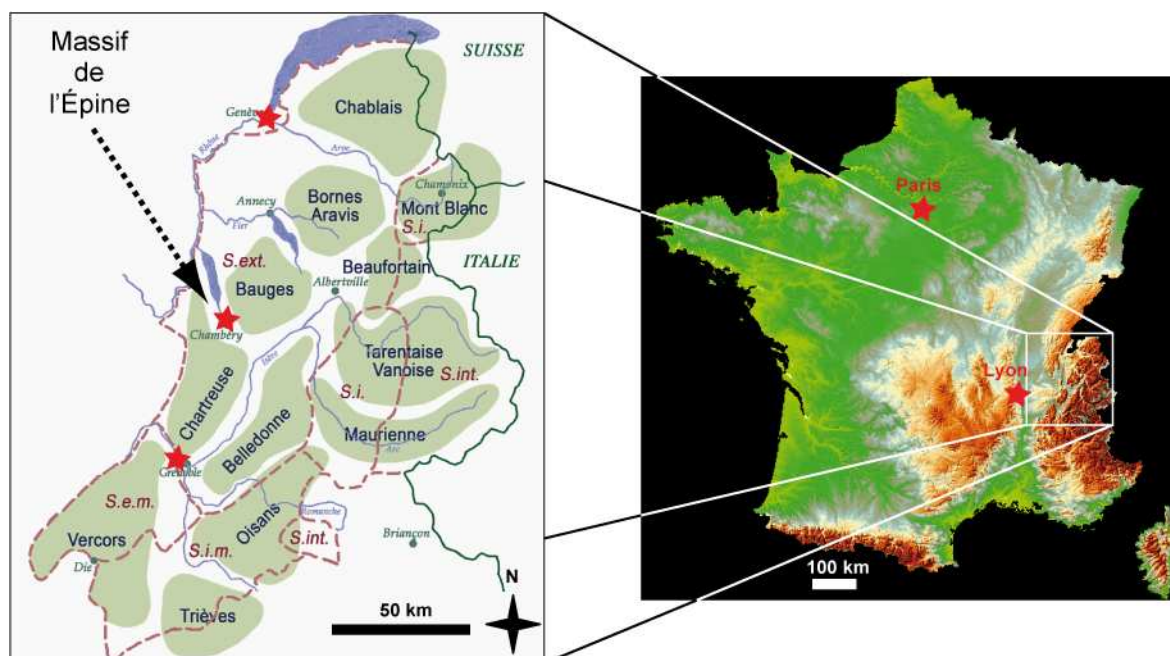 Massif
de
l'Épine
SUISSE
Chablais
Genève
Rhône
Arve
Annecy
Fier
Bornes
Aravis
Chamonix
Mont Blanc
S.i.
ITALIE
S.ext.
Bauges
Beaufortain
Albertville
Chambéry
Isère
Tarentaise
Vanoise
S.int.
S.i.
Chartreuse
Belledonne
Maurienne
Arc
Grenoble
S.e.m.
Vercors
Die
Romanche
Oisans
S.int.
S.i.m.
Briançon
Trièves
50 km
N
Paris
Lyon
100 km